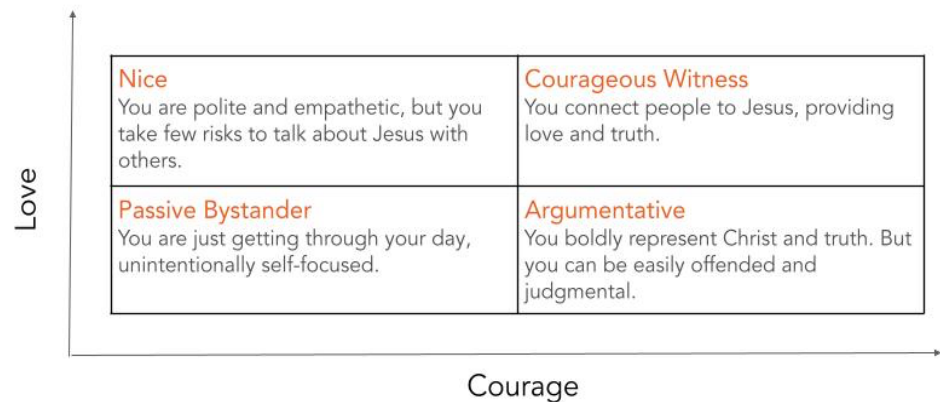 Love
Nice
You are polite and empathetic, but you
take few risks to talk about Jesus with
others.
Courageous Witness
You connect people to Jesus, providing
love and truth.
Passive Bystander
You are just getting through your day,
unintentionally self-focused.
Argumentative
You boldly represent Christ and truth. But
you can be easily offended and
judgmental.
Courage